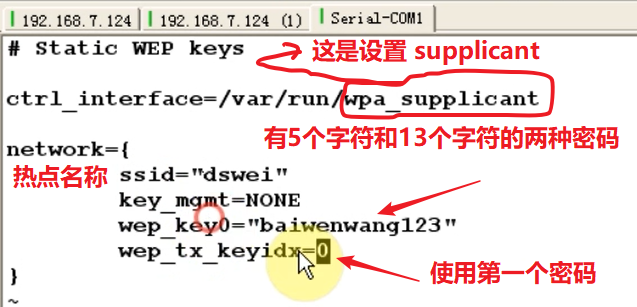 192.168.7.124 192.168.7.124 (1) Serial-COM1
# Static WEP keys
这是设置 supplicant
ctrl_interface=/var/run/wpa_supplicant
有5个字符和13个字符的两种密码
network={
热点名称 ssid="dswei"
key_mgmt=NONE
wep_key0="baiwenwang123"
wep_tx_keyidx=0
使用第一个密码
}
~